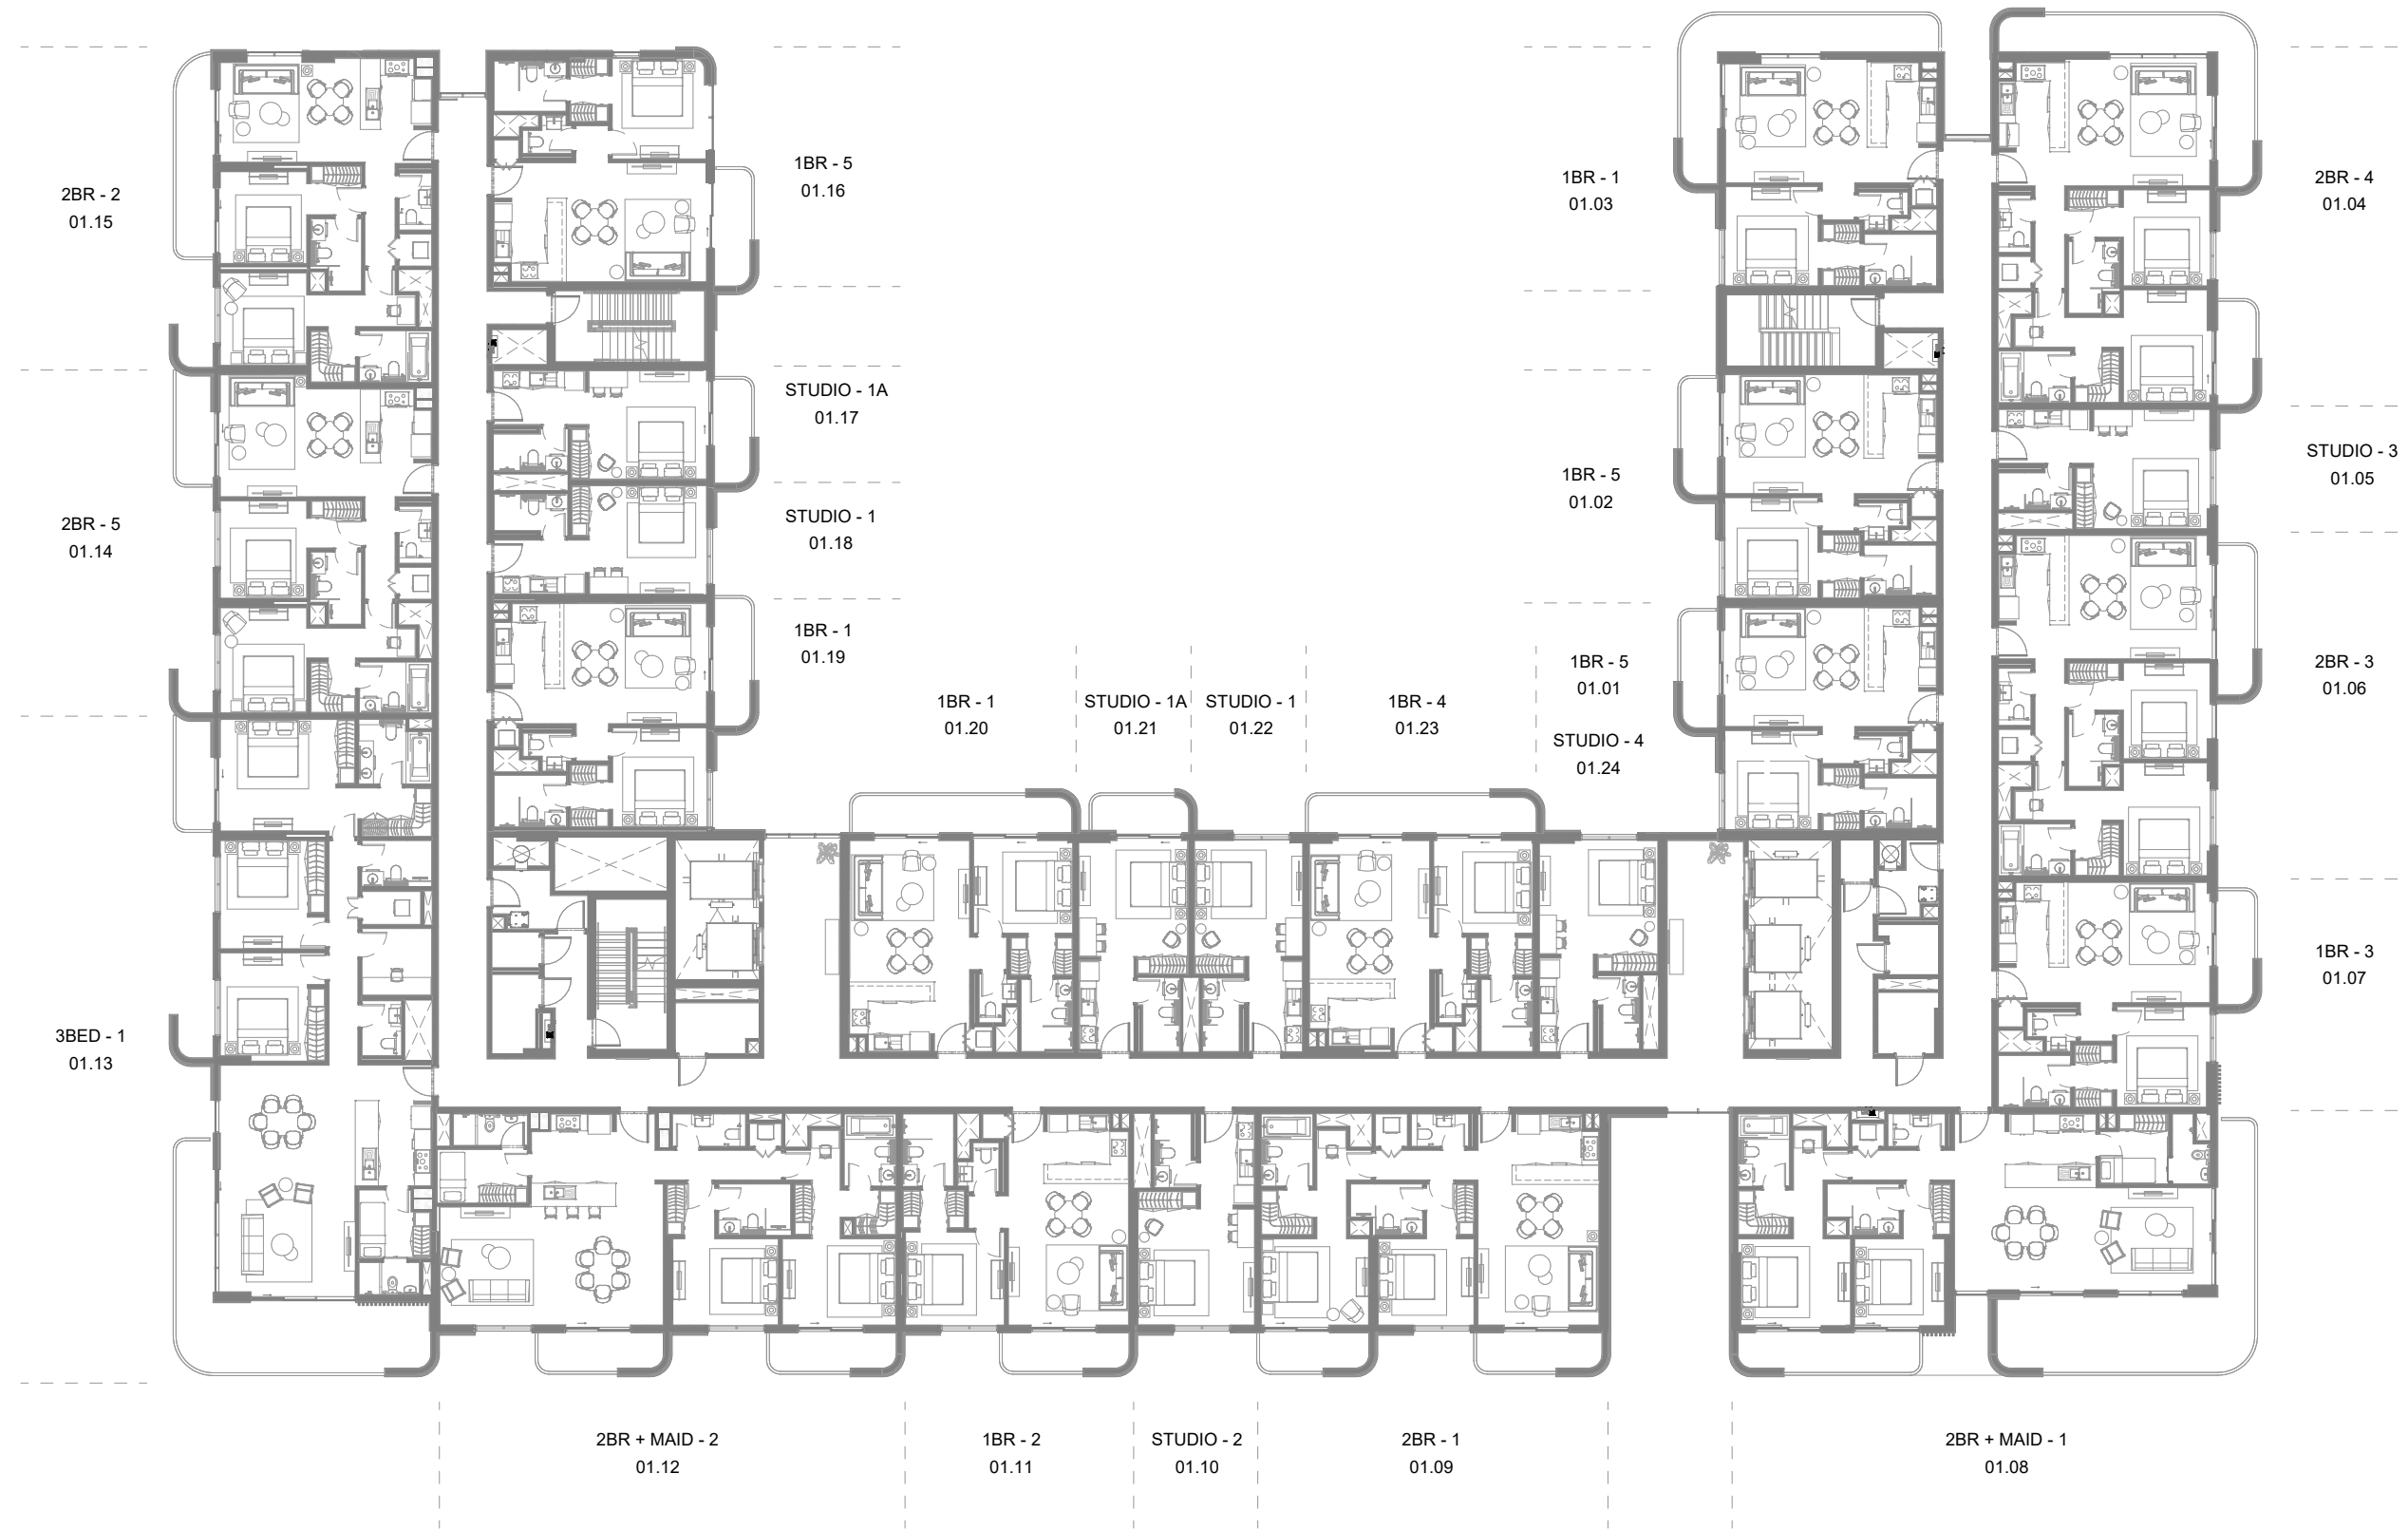 1BR - 5
01.16
1BR - 1
01.03
2BR - 4
01.04
2BR - 2
01.15
STUDIO - 1A
01.17
STUDIO - 3
01.05
1BR - 5
01.02
2BR - 5
01.14
STUDIO - 1
01.18
1BR - 1
01.19
1BR - 5
01.01
2BR - 3
01.06
1BR - 1
01.20
STUDIO - 1A
01.21
STUDIO - 1
01.22
1BR - 4
01.23
STUDIO - 4
01.24
1BR - 3
01.07
3BED - 1
01.13
2BR + MAID - 2
01.12
1BR - 2
01.11
STUDIO - 2
01.10
2BR - 1
01.09
2BR + MAID - 1
01.08